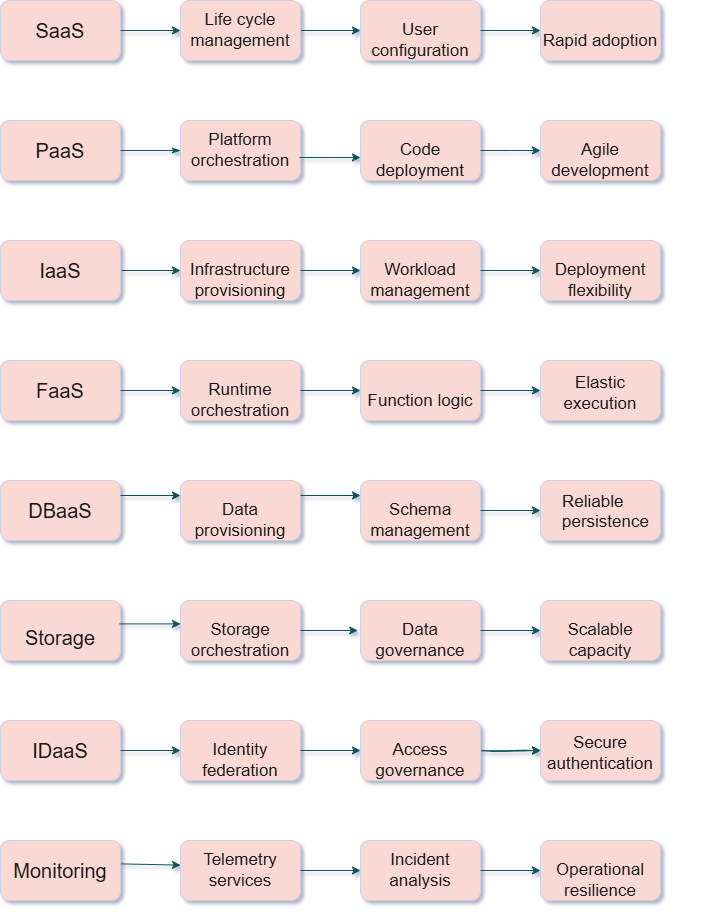 SaaS
Life cycle
management
User
configuration
Rapid adoption
PaaS
Platform
orchestration
Code
deployment
Agile
development
IaaS
Infrastructure
provisioning
Workload
management
Deployment
flexibility
FaaS
Runtime
orchestration
Function logic
Elastic
execution
DBaaS
Data
provisioning
Schema
management
Reliable
persistence
Storage
Storage
orchestration
Data
governance
Scalable
capacity
IDaaS
Identity
federation
Access
governance
Secure
authentication
Monitoring
Telemetry
services
Incident
analysis
Operational
resilience